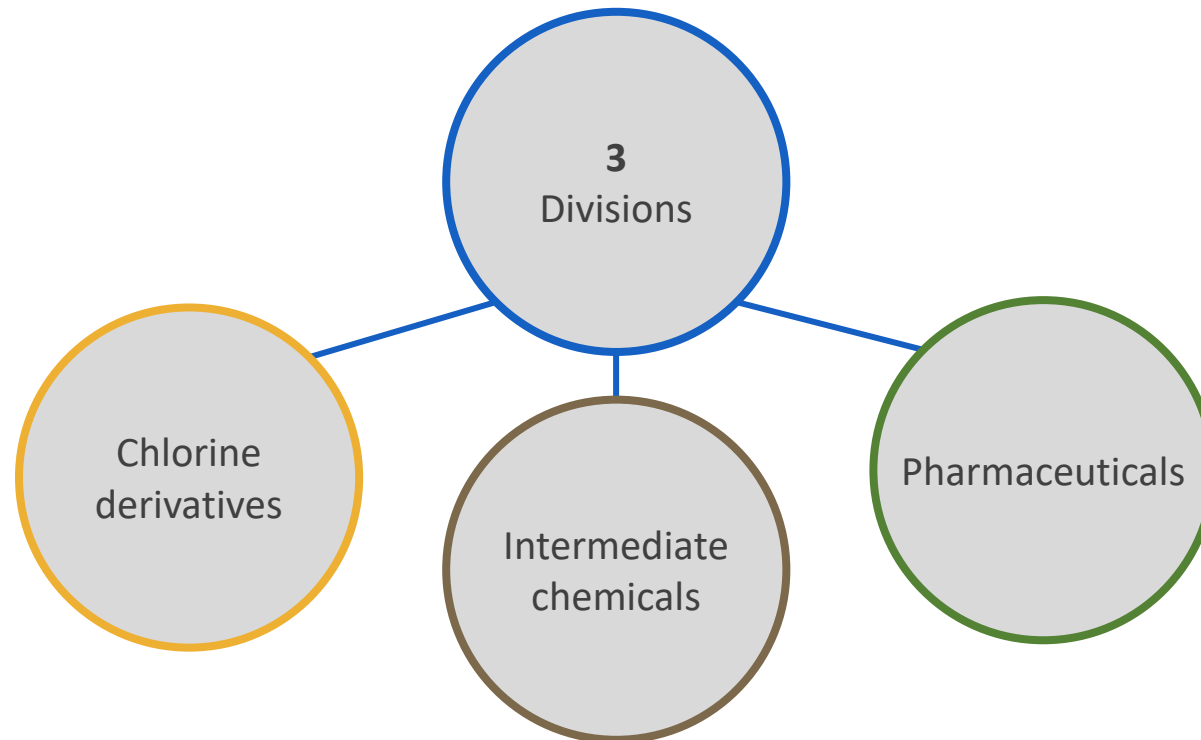 3
Divisions
Chlorine
derivatives
Intermediate
chemicals
Pharmaceuticals